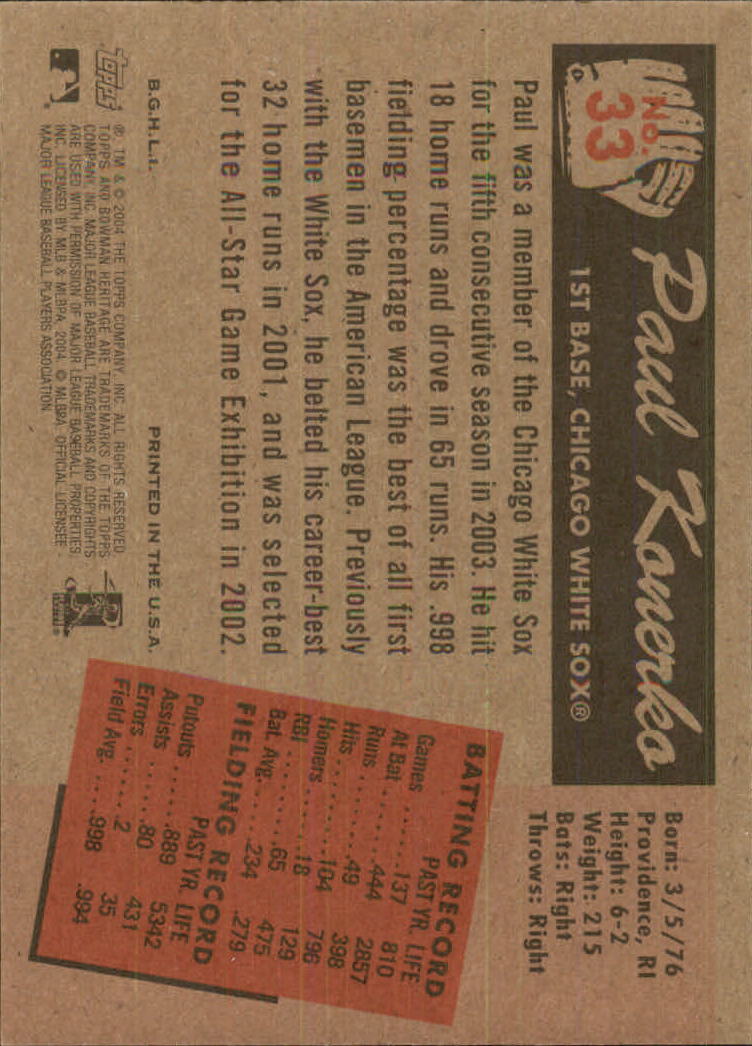 No. 33
Paul Konerko
1ST BASE, CHICAGO WHITE SOX®
Born: 3/5/76
Providence, RI
Height: 6-2
Weight: 215
Bats: Right
Throws: Right
Paul was a member of the Chicago White Sox
for the fifth consecutive season in 2003. He hit
18 home runs and drove in 65 runs. His .998
fielding percentage was the best of all first
basemen in the American League. Previously
with the White Sox, he belted his career-best
32 home runs in 2001, and was selected
for the All-Star Game Exhibition in 2002.
BATTING RECORD
PAST YR. LIFE
Games ......137 810
At Bat ......444 2857
Runs .........49 398
Hits ........104 796
Homers ......18 129
RBI .........65 475
Bat. Avg. ....234 .279
FIELDING RECORD
PAST YR. LIFE
Putouts ......889 5342
Assists ......80 431
Errors ........2 35
Field Avg. ...998 .994
B.G.H.L.I. PRINTED IN THE U.S.A.
Topps
® TM & © 2004 THE TOPPS COMPANY, INC. ALL RIGHTS RESERVED.
TOPPS AND BOWMAN HERITAGE ARE TRADEMARKS OF THE TOPPS
COMPANY, INC. MAJOR LEAGUE BASEBALL TRADEMARKS AND COPYRIGHTS
ARE USED WITH PERMISSION OF MAJOR LEAGUE BASEBALL PROPERTIES,
INC. LICENSED BY MLB & MLBPA 2004. © MLBPA OFFICIAL LICENSEE -
MAJOR LEAGUE BASEBALL PLAYERS ASSOCIATION.